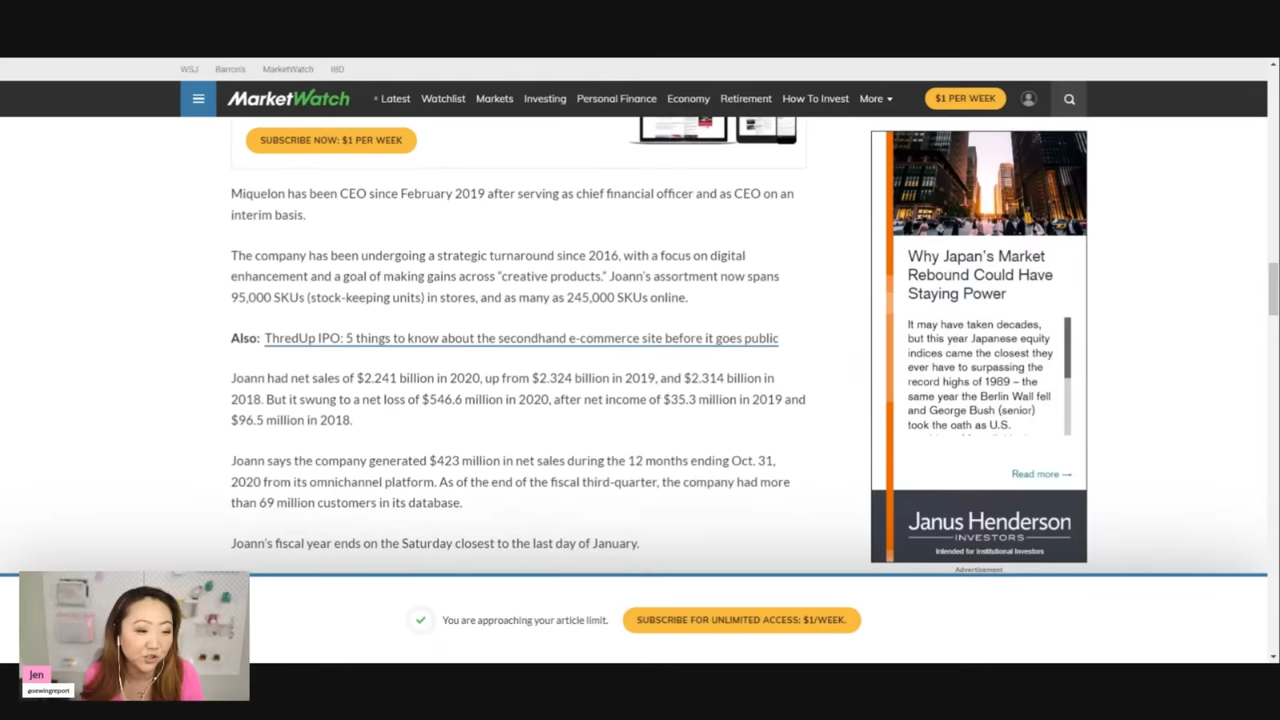 WSJ Barron's MarketWatch IBD
MarketWatch
Latest Watchlist Markets Investing Personal Finance Economy Retirement How To Invest More
$1 PER WEEK
SUBSCRIBE NOW: $1 PER WEEK
Miquelon has been CEO since February 2019 after serving as chief financial officer and as CEO on an
interim basis.
The company has been undergoing a strategic turnaround since 2016, with a focus on digital
enhancement and a goal of making gains across “creative products.” Joann’s assortment now spans
95,000 SKUs (stock-keeping units) in stores, and as many as 245,000 SKUs online.
Also: ThredUp IPO: 5 things to know about the secondhand e-commerce site before it goes public
Joann had net sales of $2.241 billion in 2020, up from $2.324 billion in 2019, and $2.314 billion in
2018. But it swung to a net loss of $546.6 million in 2020, after net income of $35.3 million in 2019 and
$96.5 million in 2018.
Joann says the company generated $423 million in net sales during the 12 months ending Oct. 31,
2020 from its omnichannel platform. As of the end of the fiscal third-quarter, the company had more
than 69 million customers in its database.
Joann’s fiscal year ends on the Saturday closest to the last day of January.
Why Japan’s Market
Rebound Could Have
Staying Power
It may have taken decades,
but this year Japanese equity
indices came the closest they
ever have to surpassing the
record highs of 1989 – the
same year the Berlin Wall fell
and George Bush (senior)
took the oath as U.S.
Read more →
Janus Henderson
INVESTORS
Intended for Institutional Investors
Advertisement
You are approaching your article limit.
SUBSCRIBE FOR UNLIMITED ACCESS: $1/WEEK.
Jen
@sewingreport